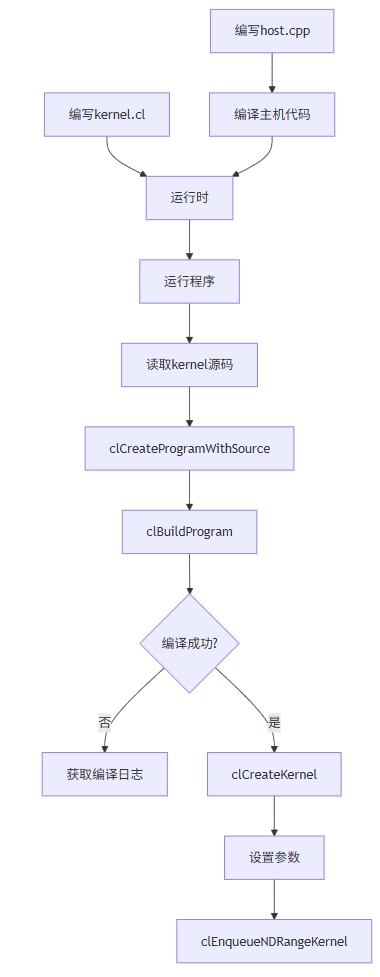 编写host.cpp
编写kernel.cl
编译主机代码
运行时
运行程序
读取kernel源码
clCreateProgramWithSource
clBuildProgram
编译成功?
否
是
获取编译日志
clCreateKernel
设置参数
clEnqueueNDRangeKernel